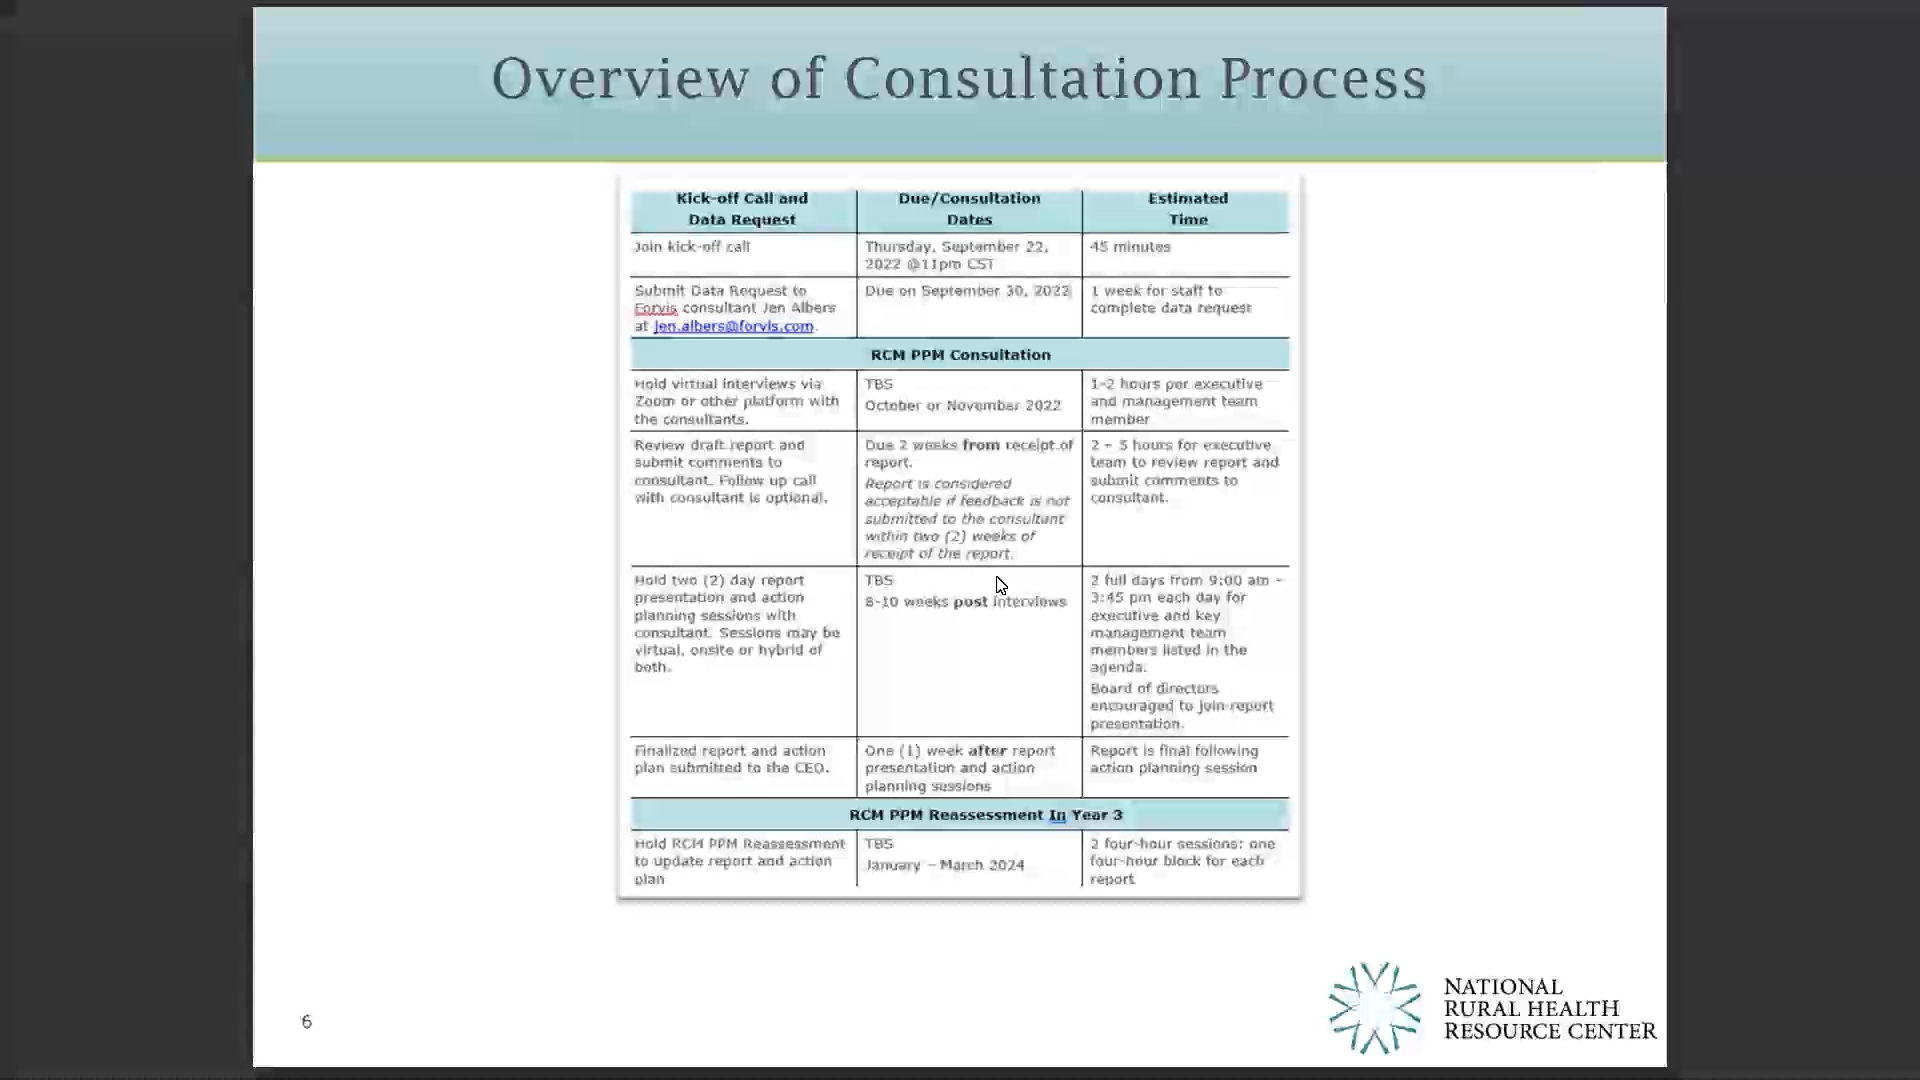 Overview of Consultation Process
Kick-off Call and
Data Request
Due/Consultation
Dates
Estimated
Time
Join kick-off call
Thursday, September 22,
2022 @11pm CST
45 minutes
Submit Data Request to
Forvis consultant Jen Albers
at jen.albers@forvis.com.
Due on September 30, 2022
1 week for staff to
complete data request
RCM PPM Consultation
Hold virtual interviews via
Zoom or other platform with
the consultants.
TBS
October or November 2022
1-2 hours per executive
and management team
member
Review draft report and
submit comments to
consultant. Follow up call
with consultant is optional.
Due 2 weeks from receipt of
report.
Report is considered
acceptable if feedback is not
submitted to the consultant
within two (2) weeks of
receipt of the report.
2 - 3 hours for executive
team to review report and
submit comments to
consultant.
Hold two (2) day report
presentation and action
planning sessions with
consultant. Sessions may be
virtual, onsite or hybrid of
both.
TBS
8-10 weeks post interviews
2 full days from 9:00 am –
3:45 pm each day for
executive and key
management team
members listed in the
agenda.
Board of directors
encouraged to join report
presentation.
Finalized report and action
plan submitted to the CEO.
One (1) week after report
presentation and action
planning sessions
Report is final following
action planning session
RCM PPM Reassessment In Year 3
Hold RCM PPM Reassessment
to update report and action
plan
TBS
January – March 2024
2 four-hour sessions; one
four-hour block for each
report
6
NATIONAL
RURAL HEALTH
RESOURCE CENTER